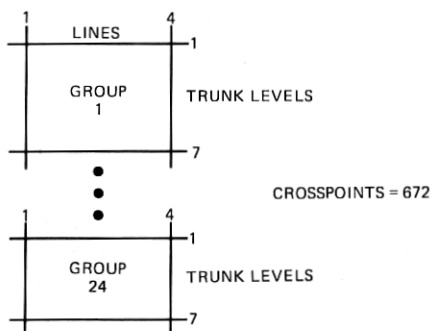 1 4
LINES
1
GROUP
1
TRUNK LEVELS
7
CROSSPOINTS = 672
1 4
1
GROUP
24
TRUNK LEVELS
7